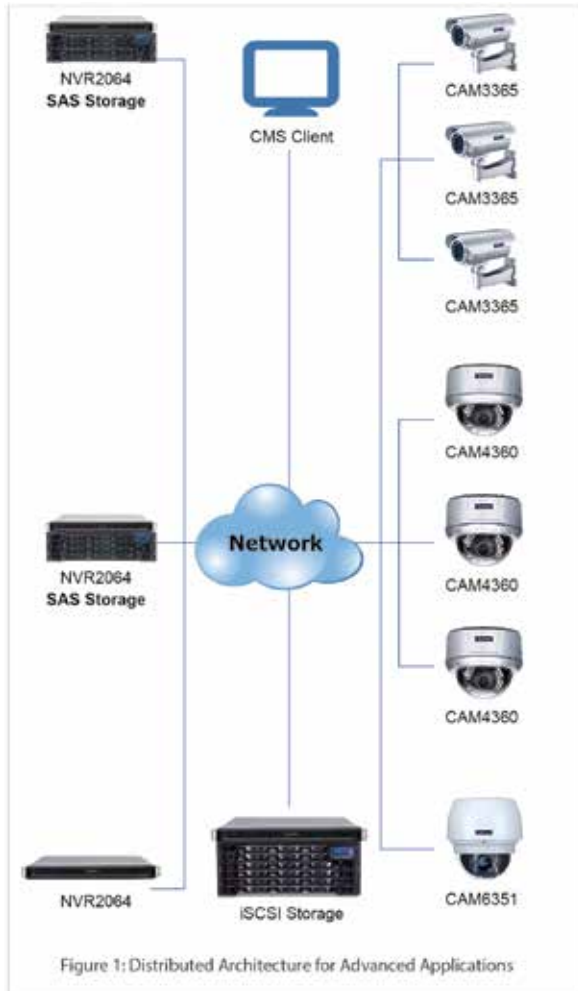 NVR2064
SAS Storage
CMS Client
CAM3365
CAM3365
CAM3365
CAM4360
NVR2064
SAS Storage
Network
CAM4360
CAM4360
NVR2064
iSCSI Storage
CAM6351
Figure 1: Distributed Architecture for Advanced Applications